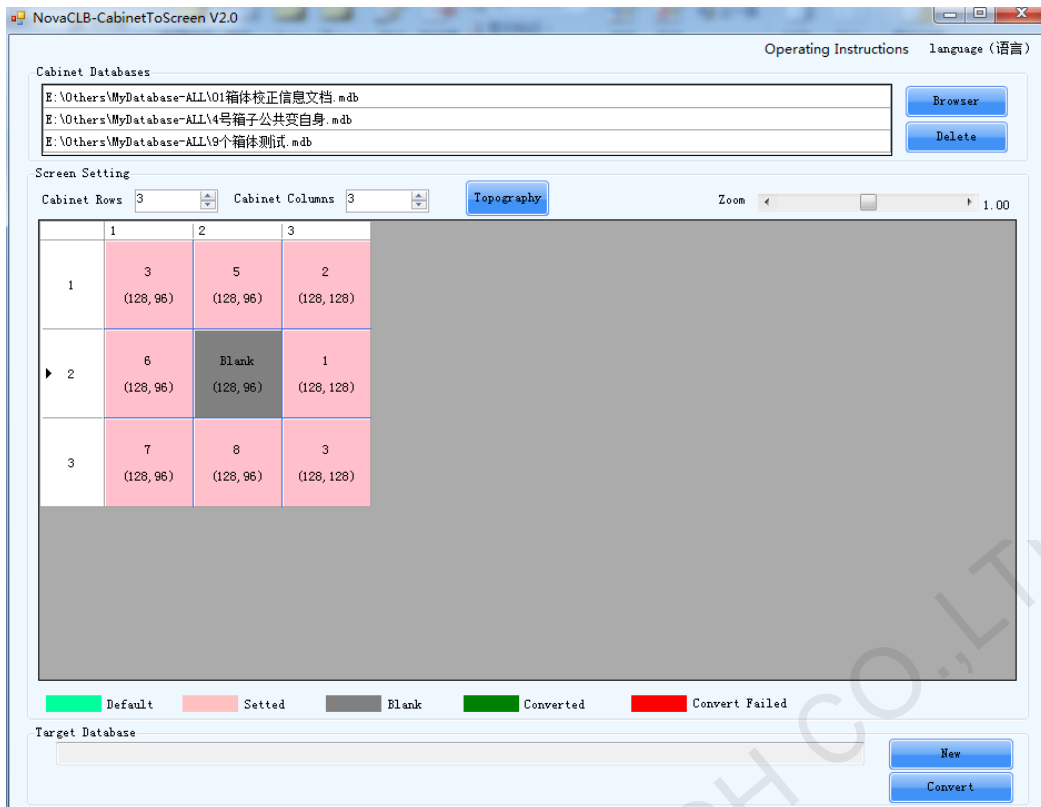 NovaCLB-CabinetToScreen V2.0
Operating Instructions language (语言)
Cabinet Databases
E:\Others\MyDatabase-ALL\01箱体校正信息文档.mdb
Browser
E:\Others\MyDatabase-ALL\4号箱子公共变自身.mdb
E:\Others\MyDatabase-ALL\9个箱体测试.mdb
Delete
Screen Setting
Cabinet Rows 3 Cabinet Columns 3 Topography Zoom 1.00
1 2 3
3 5 2
1
(128, 96) (128, 96) (128, 128)
6 Blank 1
2
(128, 96) (128, 96) (128, 128)
7 8 3
3
(128, 96) (128, 96) (128, 128)
Default Setted Blank Converted Convert Failed
Target Database
New
Convert
H CO.,LT